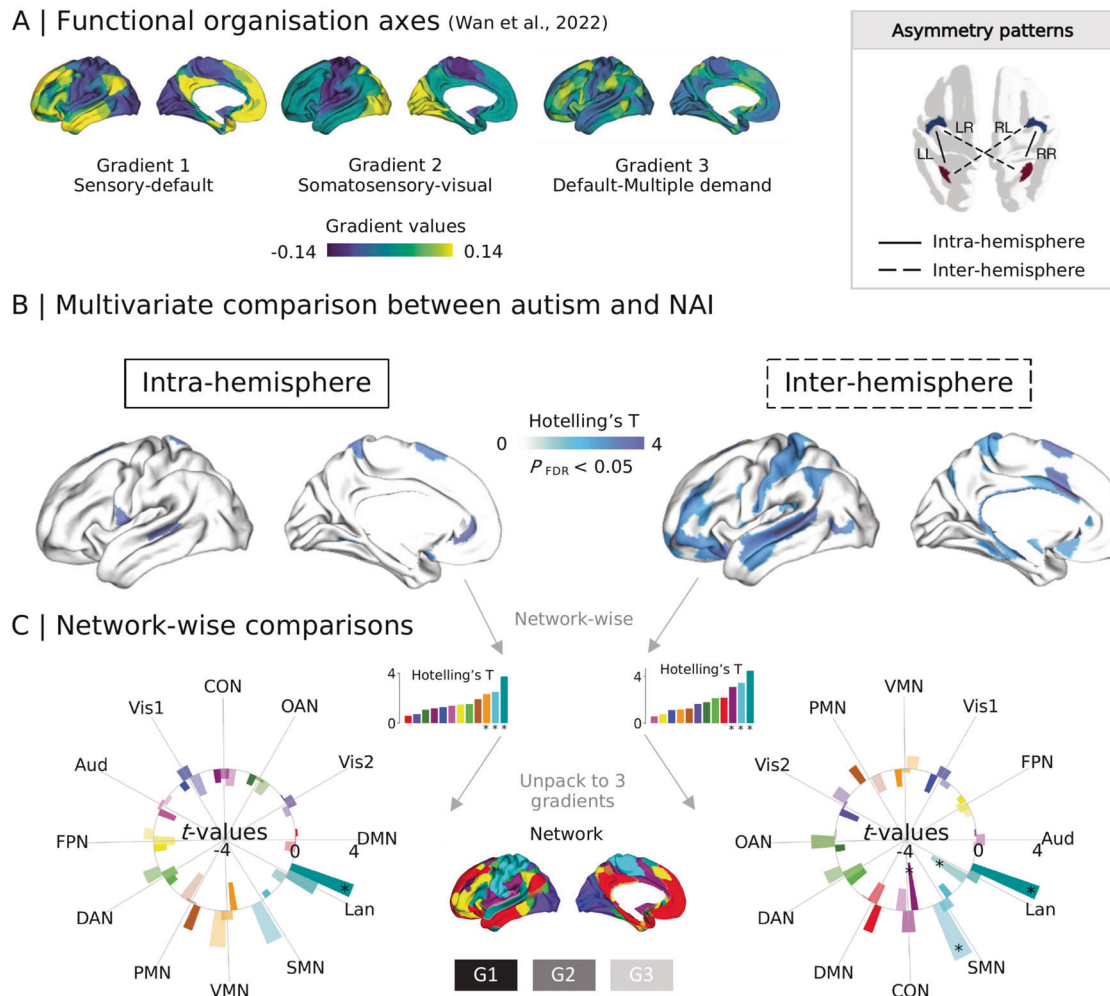 A | Functional organisation axes (Wan et al., 2022)
Gradient 1
Sensory-default
Gradient 2
Somatosensory-visual
Gradient 3
Default-Multiple demand
Gradient values
-0.14 0.14
Asymmetry patterns
LR RL
LL RR
Intra-hemisphere
Inter-hemisphere
B | Multivariate comparison between autism and NAI
Intra-hemisphere
Inter-hemisphere
Hotelling's T
0 4
P FDR < 0.05
C | Network-wise comparisons
Network-wise
4
Hotelling's T
0
* * *
4
Hotelling's T
0
* * *
Unpack to 3
gradients
Network
G1 G2 G3
CON
Vis1 OAN
Aud Vis2
FPN t-values DMN
-4 0 4
*
DAN Lan
PMN SMN
VMN
VMN
PMN Vis1
Vis2 FPN
OAN t-values Aud
-4 0 4
* * *
DAN Lan
*
DMN SMN
CON